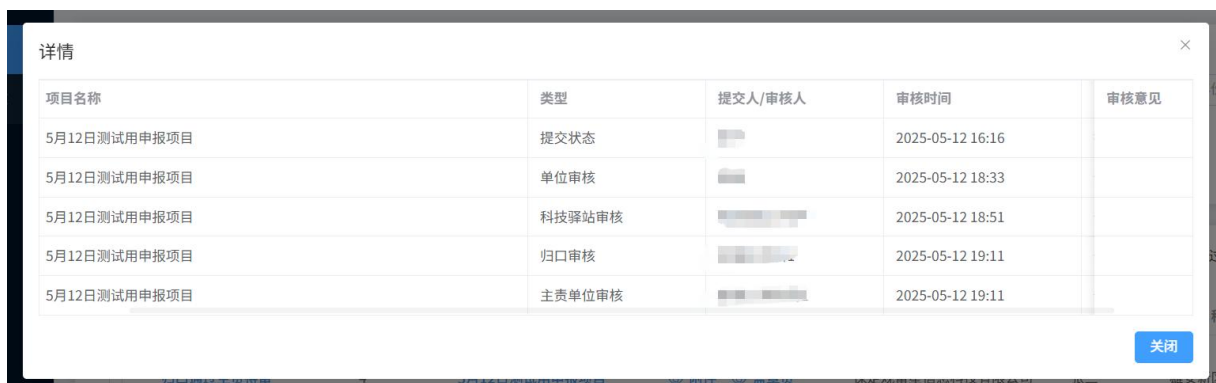 详情
项目名称 类型 提交人/审核人 审核时间 审核意见
5月12日测试用申报项目 提交状态 2025-05-12 16:16
5月12日测试用申报项目 单位审核 2025-05-12 18:33
5月12日测试用申报项目 科技驿站审核 2025-05-12 18:51
5月12日测试用申报项目 归口审核 2025-05-12 19:11
5月12日测试用申报项目 主责单位审核 2025-05-12 19:11
关闭